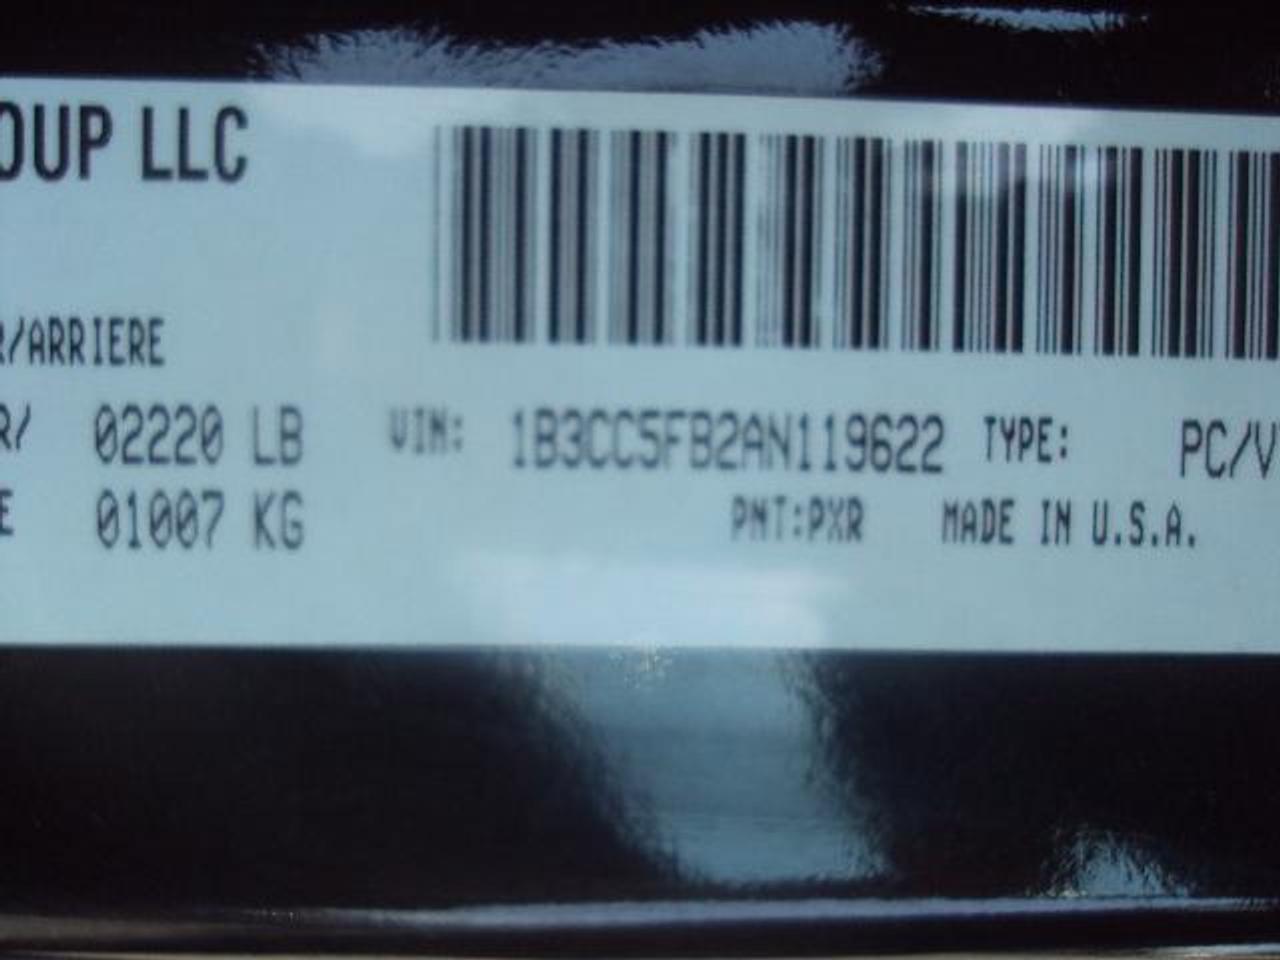 OUP LLC
R/ARRIERE
R/ 02220 LB VIN: 1B3CC5FB2AN119622 TYPE: PC/V
E 01007 KG PNT:PXR MADE IN U.S.A.